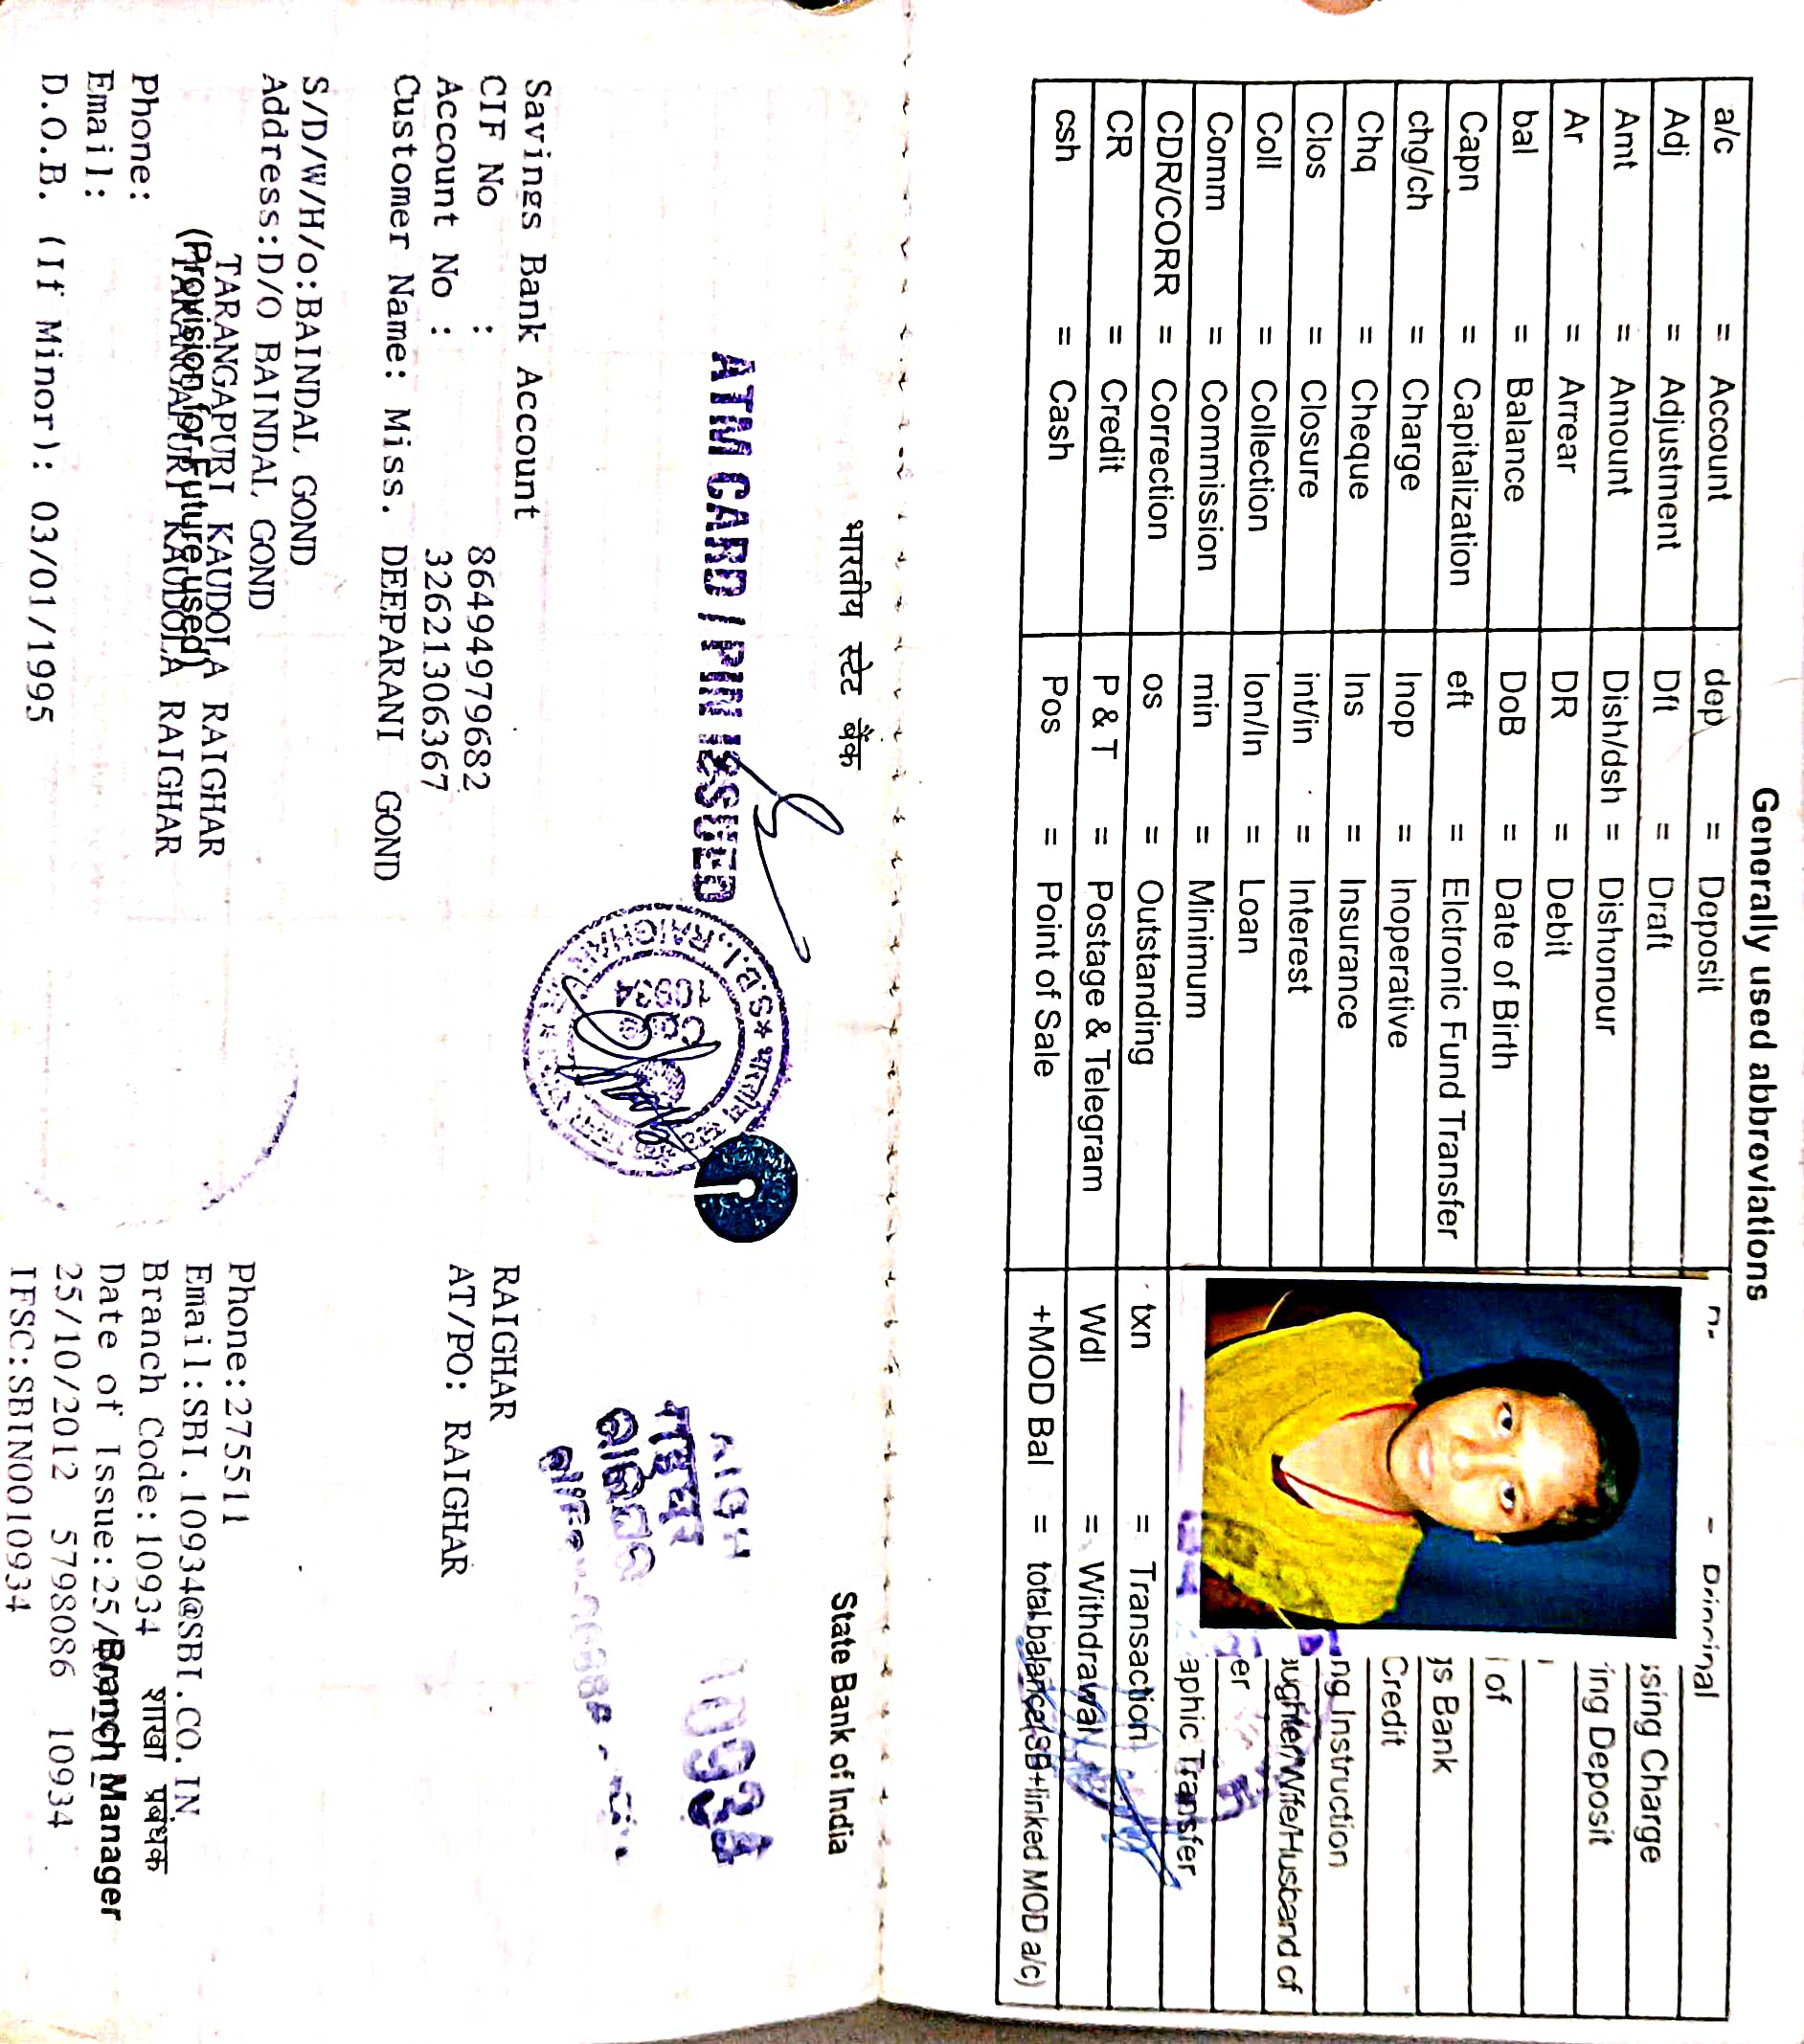 Generally used abbreviations
a/c = Account dep = Deposit = Principal
Adj = Adjustment Dft = Draft sing Charge
Amt = Amount Dish/dsh = Dishonour ing Deposit
Ar = Arrear DR = Debit
bal = Balance DoB = Date of Birth of
Capn = Capitalization eft = Elctronic Fund Transfer gs Bank
chg/ch = Charge Inop = Inoperative Credit
Chq = Cheque Ins = Insurance ng Instruction
Clos = Closure int/in = Interest aughter/Wife/Husband of
Coll = Collection lon/ln = Loan er
Comm = Commission min = Minimum aphic Transfer
CDR/CORR = Correction os = Outstanding txn = Transaction
CR = Credit P & T = Postage & Telegram Wdl = Withdrawal
csh = Cash Pos = Point of Sale +MOD Bal = total balance(SB+linked MOD a/c)
भारतीय स्टेट बैंक State Bank of India
ATM CARD / PIN ISSUED
S.B.I., RAIGHAR
10934
10934
राइघर
Savings Bank Account
CIF No : 86494979682
Account No : 32621306367
Customer Name: Miss. DEEPARANI GOND
RAIGHAR
AT/PO: RAIGHAR
S/D/W/H/o:BAINDAL GOND
Address:D/O BAINDAL GOND
TARANGAPURI KAUDOLA RAIGHAR
(Provision for Future used)
TARANGAPURI KAUDOLA RAIGHAR
Phone:
Email:
D.O.B. (If Minor): 03/01/1995
Phone:275511
Email:SBI.10934@SBI.CO.IN
Branch Code:10934 शाखा प्रबंधक
Date of Issue:25/ Branch Manager
25/10/2012 5798086 10934
IFSC:SBIN0010934